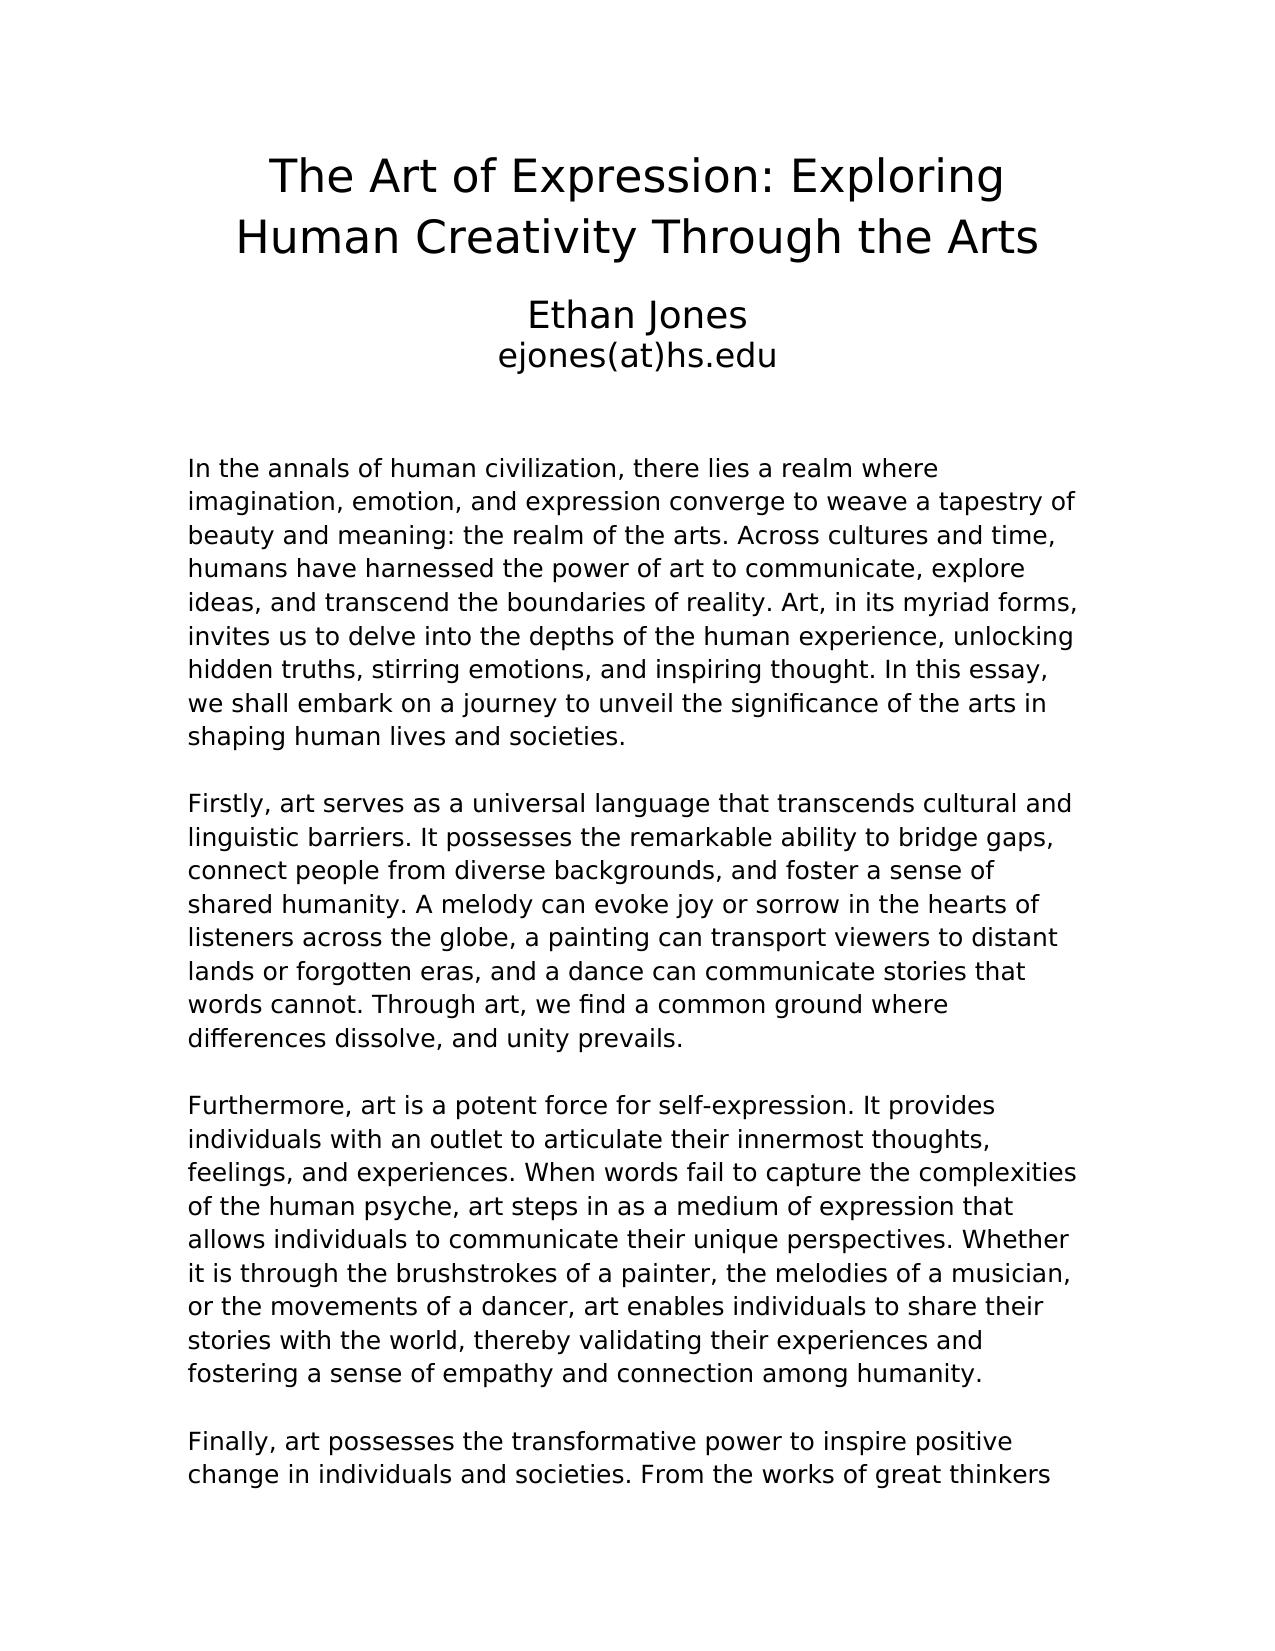 The Art of Expression: Exploring
Human Creativity Through the Arts
Ethan Jones
ejones(at)hs.edu
In the annals of human civilization, there lies a realm where
imagination, emotion, and expression converge to weave a tapestry of
beauty and meaning: the realm of the arts. Across cultures and time,
humans have harnessed the power of art to communicate, explore
ideas, and transcend the boundaries of reality. Art, in its myriad forms,
invites us to delve into the depths of the human experience, unlocking
hidden truths, stirring emotions, and inspiring thought. In this essay,
we shall embark on a journey to unveil the significance of the arts in
shaping human lives and societies.
Firstly, art serves as a universal language that transcends cultural and
linguistic barriers. It possesses the remarkable ability to bridge gaps,
connect people from diverse backgrounds, and foster a sense of
shared humanity. A melody can evoke joy or sorrow in the hearts of
listeners across the globe, a painting can transport viewers to distant
lands or forgotten eras, and a dance can communicate stories that
words cannot. Through art, we find a common ground where
differences dissolve, and unity prevails.
Furthermore, art is a potent force for self-expression. It provides
individuals with an outlet to articulate their innermost thoughts,
feelings, and experiences. When words fail to capture the complexities
of the human psyche, art steps in as a medium of expression that
allows individuals to communicate their unique perspectives. Whether
it is through the brushstrokes of a painter, the melodies of a musician,
or the movements of a dancer, art enables individuals to share their
stories with the world, thereby validating their experiences and
fostering a sense of empathy and connection among humanity.
Finally, art possesses the transformative power to inspire positive
change in individuals and societies. From the works of great thinkers